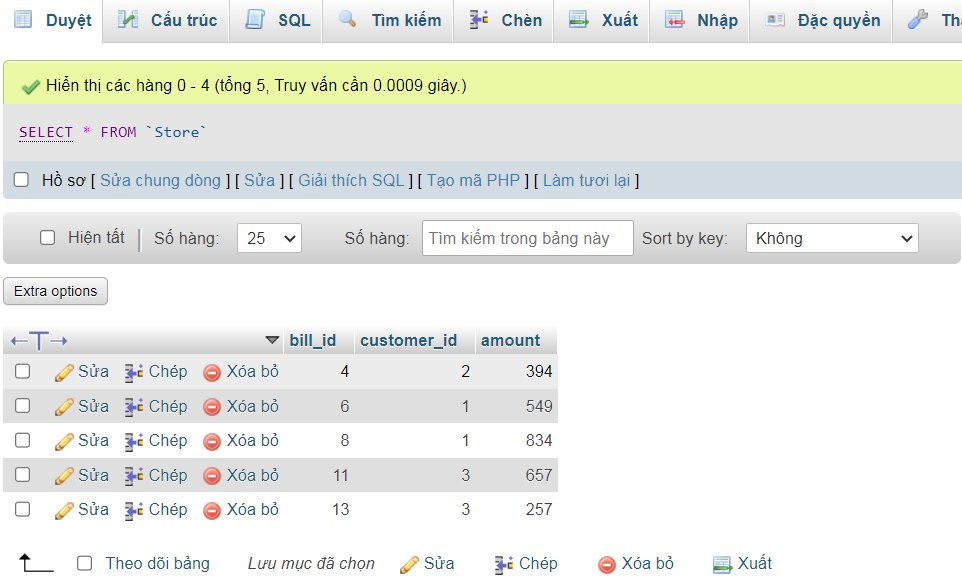 Duyệt Cấu trúc SQL Tìm kiếm Chèn Xuất Nhập Đặc quyền
Hiển thị các hàng 0 - 4 (tổng 5, Truy vấn cần 0.0009 giây.)
SELECT * FROM `Store`
Hồ sơ [ Sửa chung dòng ] [ Sửa ] [ Giải thích SQL ] [ Tạo mã PHP ] [ Làm tươi lại ]
Hiện tất Số hàng: 25 Số hàng: Tìm kiếm trong bảng này Sort by key: Không
Extra options
bill_id customer_id amount
Sửa Chép Xóa bỏ 4 2 394
Sửa Chép Xóa bỏ 6 1 549
Sửa Chép Xóa bỏ 8 1 834
Sửa Chép Xóa bỏ 11 3 657
Sửa Chép Xóa bỏ 13 3 257
Theo dõi bảng Lưu mục đã chọn Sửa Chép Xóa bỏ Xuất